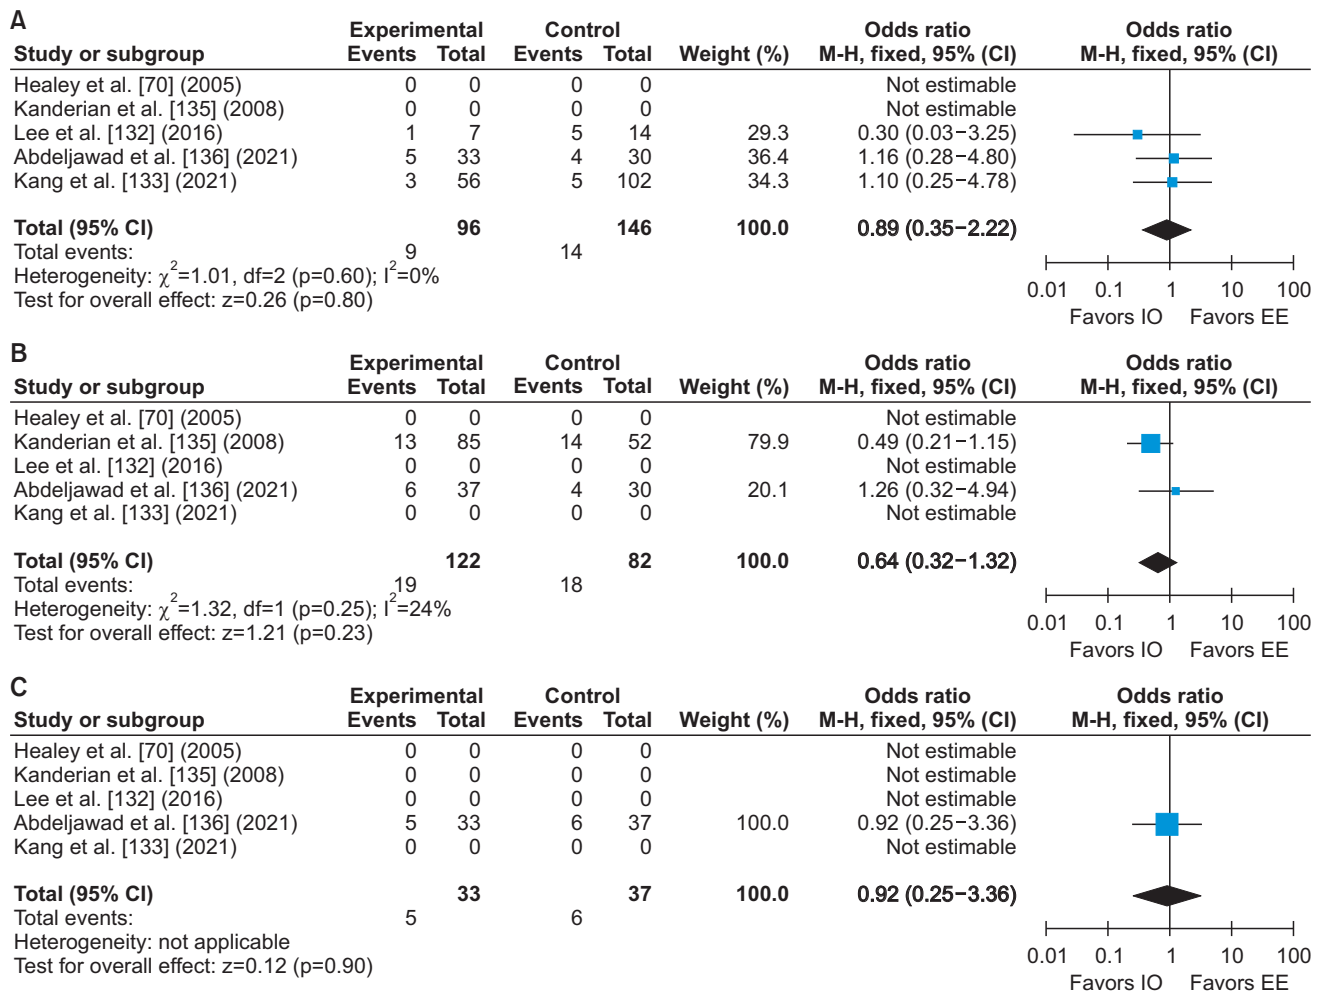 A
Experimental Control Odds ratio Odds ratio
Study or subgroup Events Total Events Total Weight (%) M-H, fixed, 95% (CI) M-H, fixed, 95% (CI)
Healey et al. [70] (2005) 0 0 0 0 Not estimable
Kanderian et al. [135] (2008) 0 0 0 0 Not estimable
Lee et al. [132] (2016) 1 7 5 14 29.3 0.30 (0.03−3.25)
Abdeljawad et al. [136] (2021) 5 33 4 30 36.4 1.16 (0.28−4.80)
Kang et al. [133] (2021) 3 56 5 102 34.3 1.10 (0.25−4.78)
Total (95% CI) 96 146 100.0 0.89 (0.35−2.22)
Total events: 9 14
Heterogeneity: χ²=1.01, df=2 (p=0.60); I²=0%
Test for overall effect: z=0.26 (p=0.80)
0.01 0.1 1 10 100
Favors IO Favors EE
B
Experimental Control Odds ratio Odds ratio
Study or subgroup Events Total Events Total Weight (%) M-H, fixed, 95% (CI) M-H, fixed, 95% (CI)
Healey et al. [70] (2005) 0 0 0 0 Not estimable
Kanderian et al. [135] (2008) 13 85 14 52 79.9 0.49 (0.21−1.15)
Lee et al. [132] (2016) 0 0 0 0 Not estimable
Abdeljawad et al. [136] (2021) 6 37 4 30 20.1 1.26 (0.32−4.94)
Kang et al. [133] (2021) 0 0 0 0 Not estimable
Total (95% CI) 122 82 100.0 0.64 (0.32−1.32)
Total events: 19 18
Heterogeneity: χ²=1.32, df=1 (p=0.25); I²=24%
Test for overall effect: z=1.21 (p=0.23)
0.01 0.1 1 10 100
Favors IO Favors EE
C
Experimental Control Odds ratio Odds ratio
Study or subgroup Events Total Events Total Weight (%) M-H, fixed, 95% (CI) M-H, fixed, 95% (CI)
Healey et al. [70] (2005) 0 0 0 0 Not estimable
Kanderian et al. [135] (2008) 0 0 0 0 Not estimable
Lee et al. [132] (2016) 0 0 0 0 Not estimable
Abdeljawad et al. [136] (2021) 5 33 6 37 100.0 0.92 (0.25−3.36)
Kang et al. [133] (2021) 0 0 0 0 Not estimable
Total (95% CI) 33 37 100.0 0.92 (0.25−3.36)
Total events: 5 6
Heterogeneity: not applicable
Test for overall effect: z=0.12 (p=0.90)
0.01 0.1 1 10 100
Favors IO Favors EE